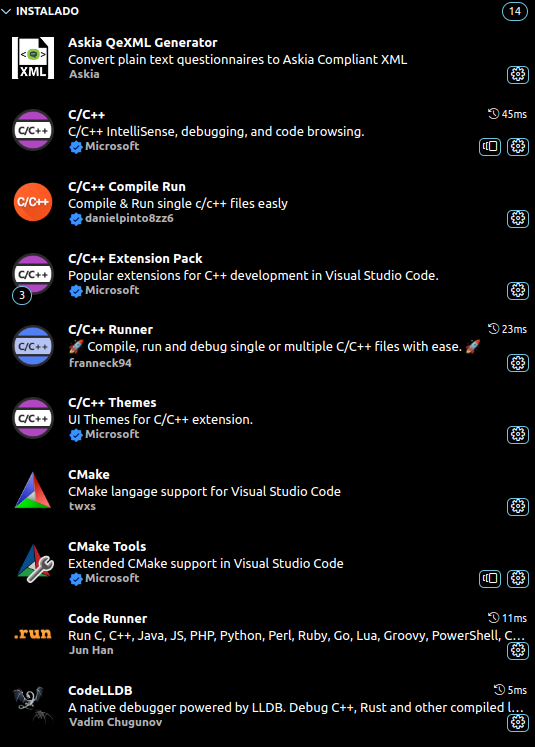 INSTALADO
14
Askia QeXML Generator
Convert plain text questionnaires to Askia Compliant XML
Askia
<Q>
XML
C/C++
45ms
C/C++ IntelliSense, debugging, and code browsing.
Microsoft
C/C++
C/C++ Compile Run
Compile & Run single c/c++ files easly
danielpinto8zz6
C/C++
C/C++ Extension Pack
Popular extensions for C++ development in Visual Studio Code.
Microsoft
C/C++
3
C/C++ Runner
23ms
🚀 Compile, run and debug single or multiple C/C++ files with ease. 🚀
franneck94
C/C++
C/C++ Themes
UI Themes for C/C++ extension.
Microsoft
C/C++
CMake
CMake langage support for Visual Studio Code
twxs
CMake Tools
Extended CMake support in Visual Studio Code
Microsoft
Code Runner
11ms
Run C, C++, Java, JS, PHP, Python, Perl, Ruby, Go, Lua, Groovy, PowerShell, C...
Jun Han
.run
CodeLLDB
5ms
A native debugger powered by LLDB. Debug C++, Rust and other compiled l...
Vadim Chugunov